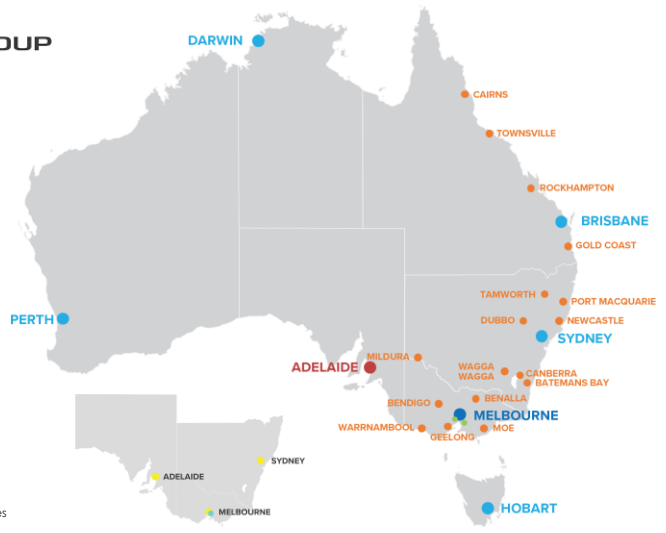 DARWIN
CAIRNS
TOWNSVILLE
ROCKHAMPTON
BRISBANE
GOLD COAST
TAMWORTH
PORT MACQUARIE
PERTH
DUBBO
NEWCASTLE
SYDNEY
MILDURA
ADELAIDE
WAGGA
WAGGA
CANBERRA
BATEMANS BAY
BENDIGO
BENALLA
MELBOURNE
WARRNAMBOOL
GEELONG
MOE
SYDNEY
ADELAIDE
MELBOURNE
HOBART